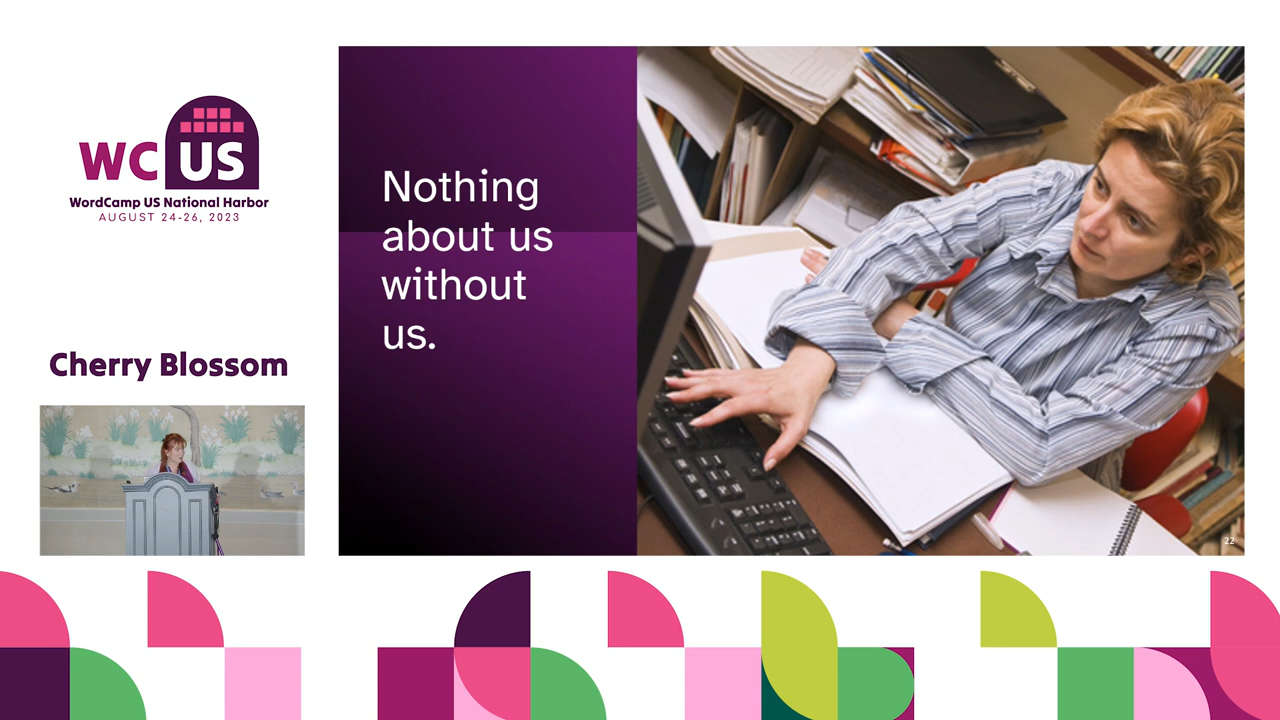 WC US
WordCamp US National Harbor
AUGUST 24-26, 2023
Cherry Blossom
Nothing
about us
without
us.
22